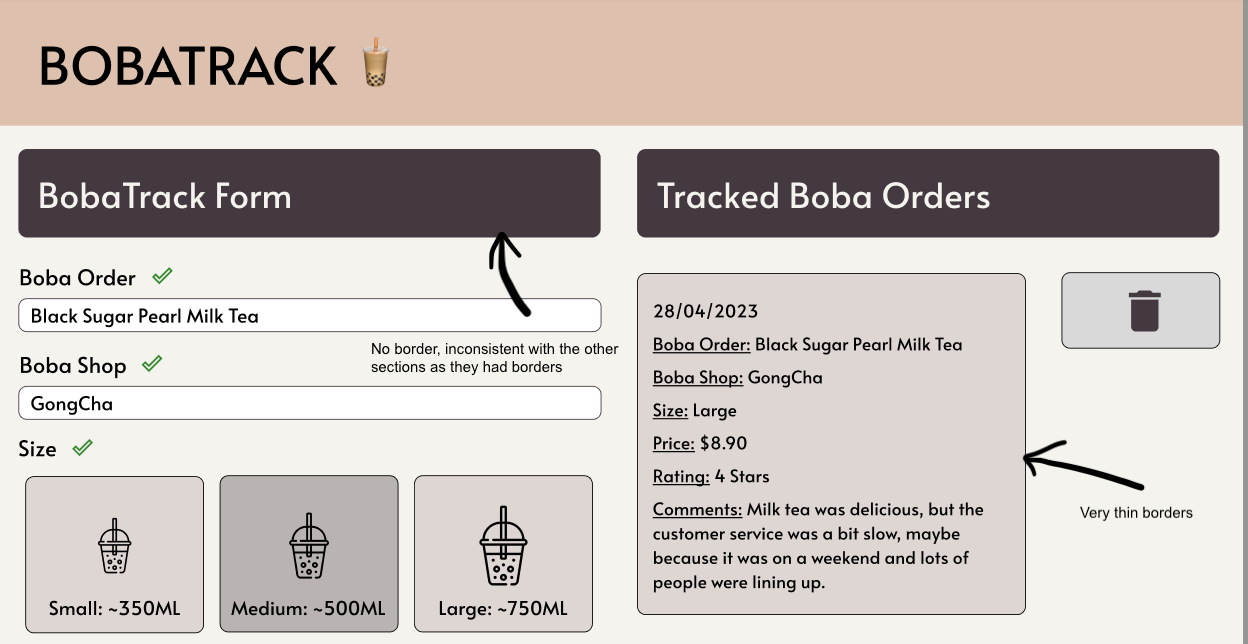 BOBATRACK
BobaTrack Form
Boba Order
Black Sugar Pearl Milk Tea
No border, inconsistent with the other
sections as they had borders
Boba Shop
GongCha
Size
Small: ~350ML
Medium: ~500ML
Large: ~750ML
Tracked Boba Orders
28/04/2023
Boba Order: Black Sugar Pearl Milk Tea
Boba Shop: GongCha
Size: Large
Price: $8.90
Rating: 4 Stars
Comments: Milk tea was delicious, but the
customer service was a bit slow, maybe
because it was on a weekend and lots of
people were lining up.
Very thin borders